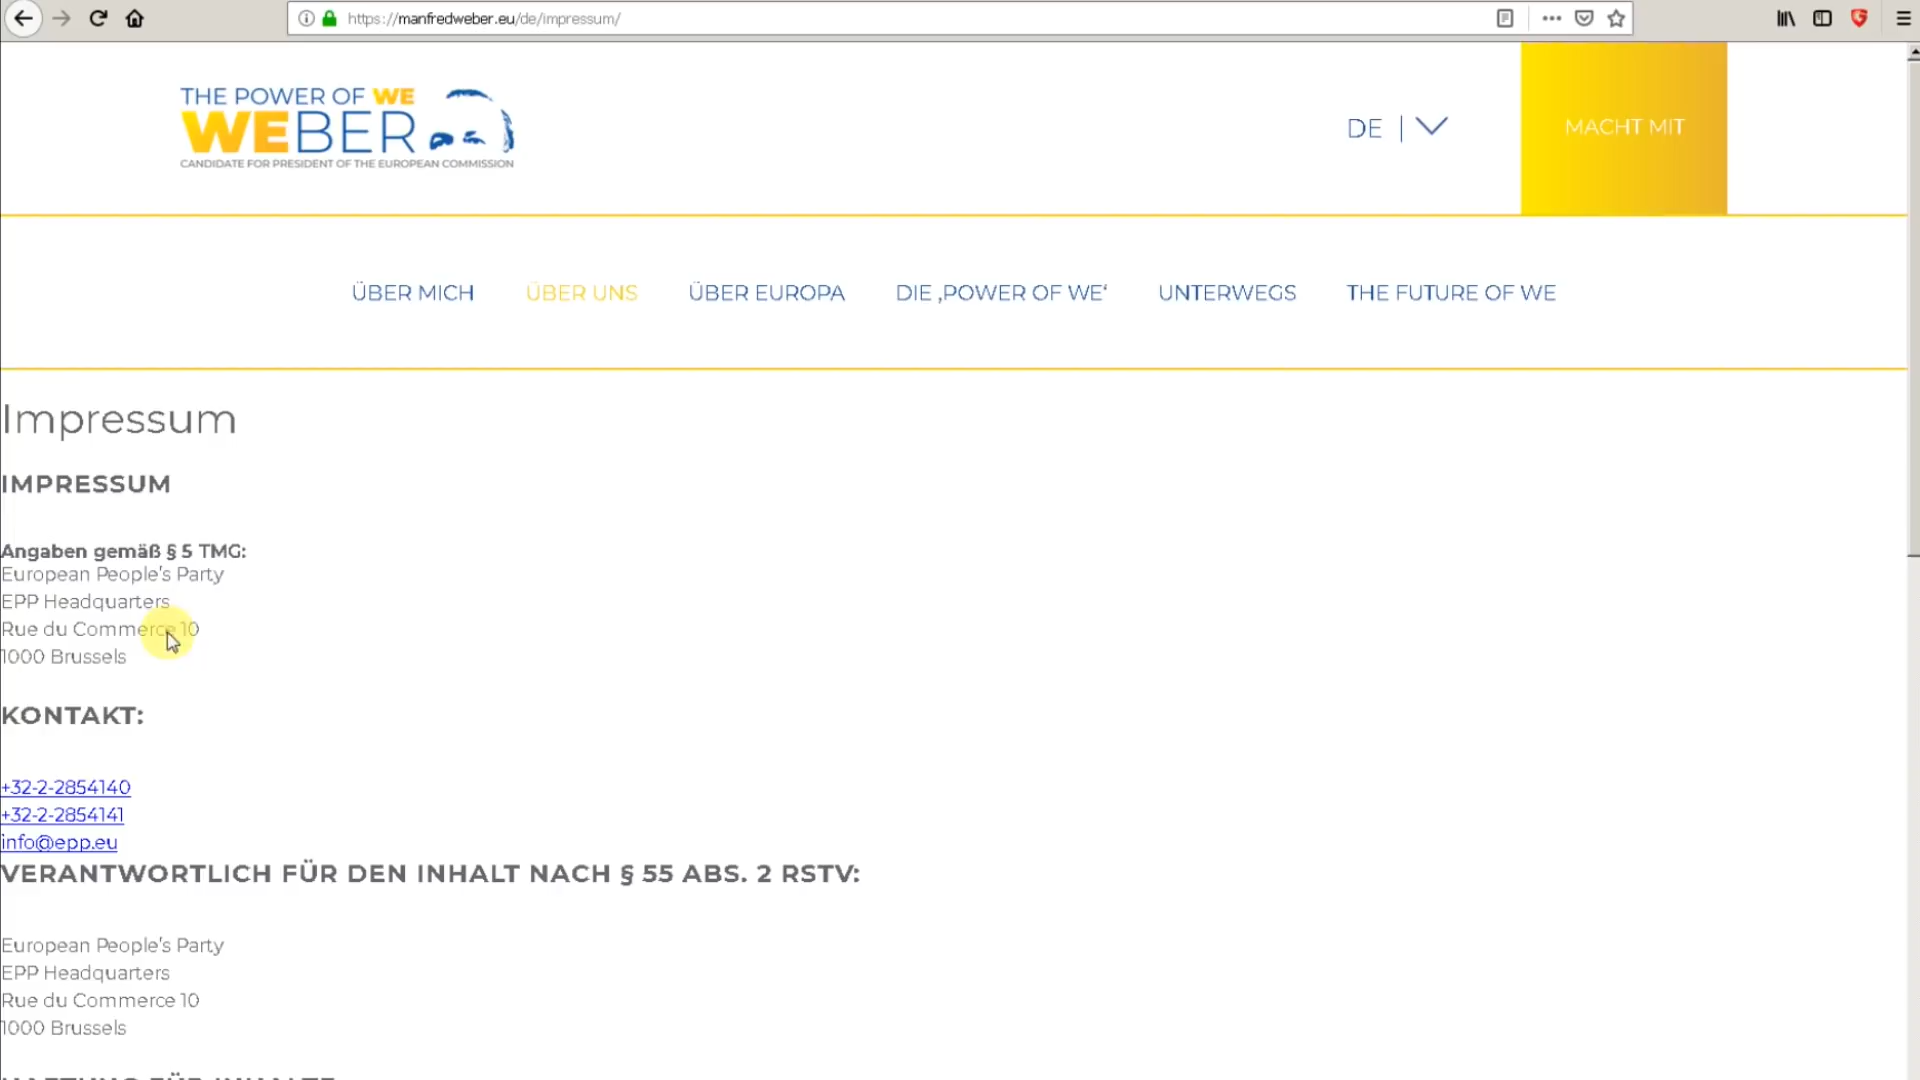 https://manfredweber.eu/de/impressum/
THE POWER OF WE
WEBER
CANDIDATE FOR PRESIDENT OF THE EUROPEAN COMMISSION
DE |
MACHT MIT
ÜBER MICH ÜBER UNS ÜBER EUROPA DIE ‚POWER OF WE‘ UNTERWEGS THE FUTURE OF WE
Impressum
IMPRESSUM
Angaben gemäß § 5 TMG:
European People's Party
EPP Headquarters
Rue du Commerce 10
1000 Brussels
KONTAKT:
+32-2-2854140
+32-2-2854141
info@epp.eu
VERANTWORTLICH FÜR DEN INHALT NACH § 55 ABS. 2 RSTV:
European People's Party
EPP Headquarters
Rue du Commerce 10
1000 Brussels
HAFTUNG FÜR INHALTE